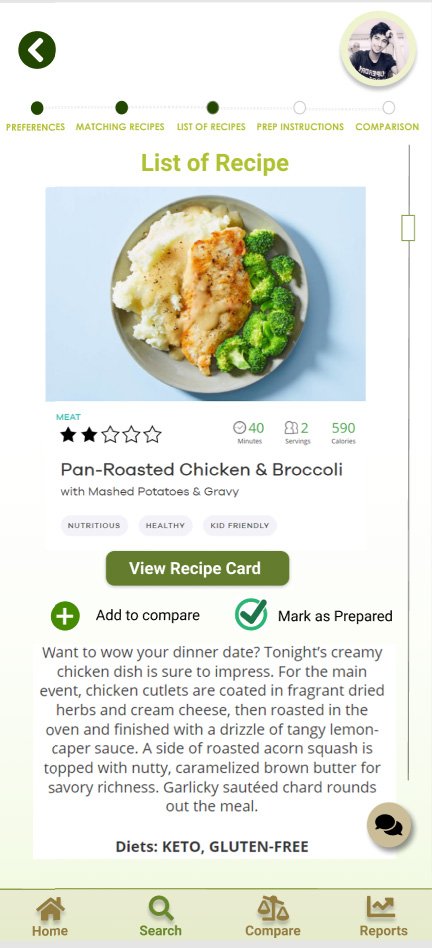 PREFERENCES MATCHING RECIPES LIST OF RECIPES PREP INSTRUCTIONS COMPARISON
List of Recipe
MEAT
40 2 590
Minutes Servings Calories
Pan-Roasted Chicken & Broccoli
with Mashed Potatoes & Gravy
NUTRITIOUS HEALTHY KID FRIENDLY
View Recipe Card
Add to compare Mark as Prepared
Want to wow your dinner date? Tonight's creamy
chicken dish is sure to impress. For the main
event, chicken cutlets are coated in fragrant dried
herbs and cream cheese, then roasted in the
oven and finished with a drizzle of tangy lemon-
caper sauce. A side of roasted acorn squash is
topped with nutty, caramelized brown butter for
savory richness. Garlicky sautéed chard rounds
out the meal.
Diets: KETO, GLUTEN-FREE
Home Search Compare Reports